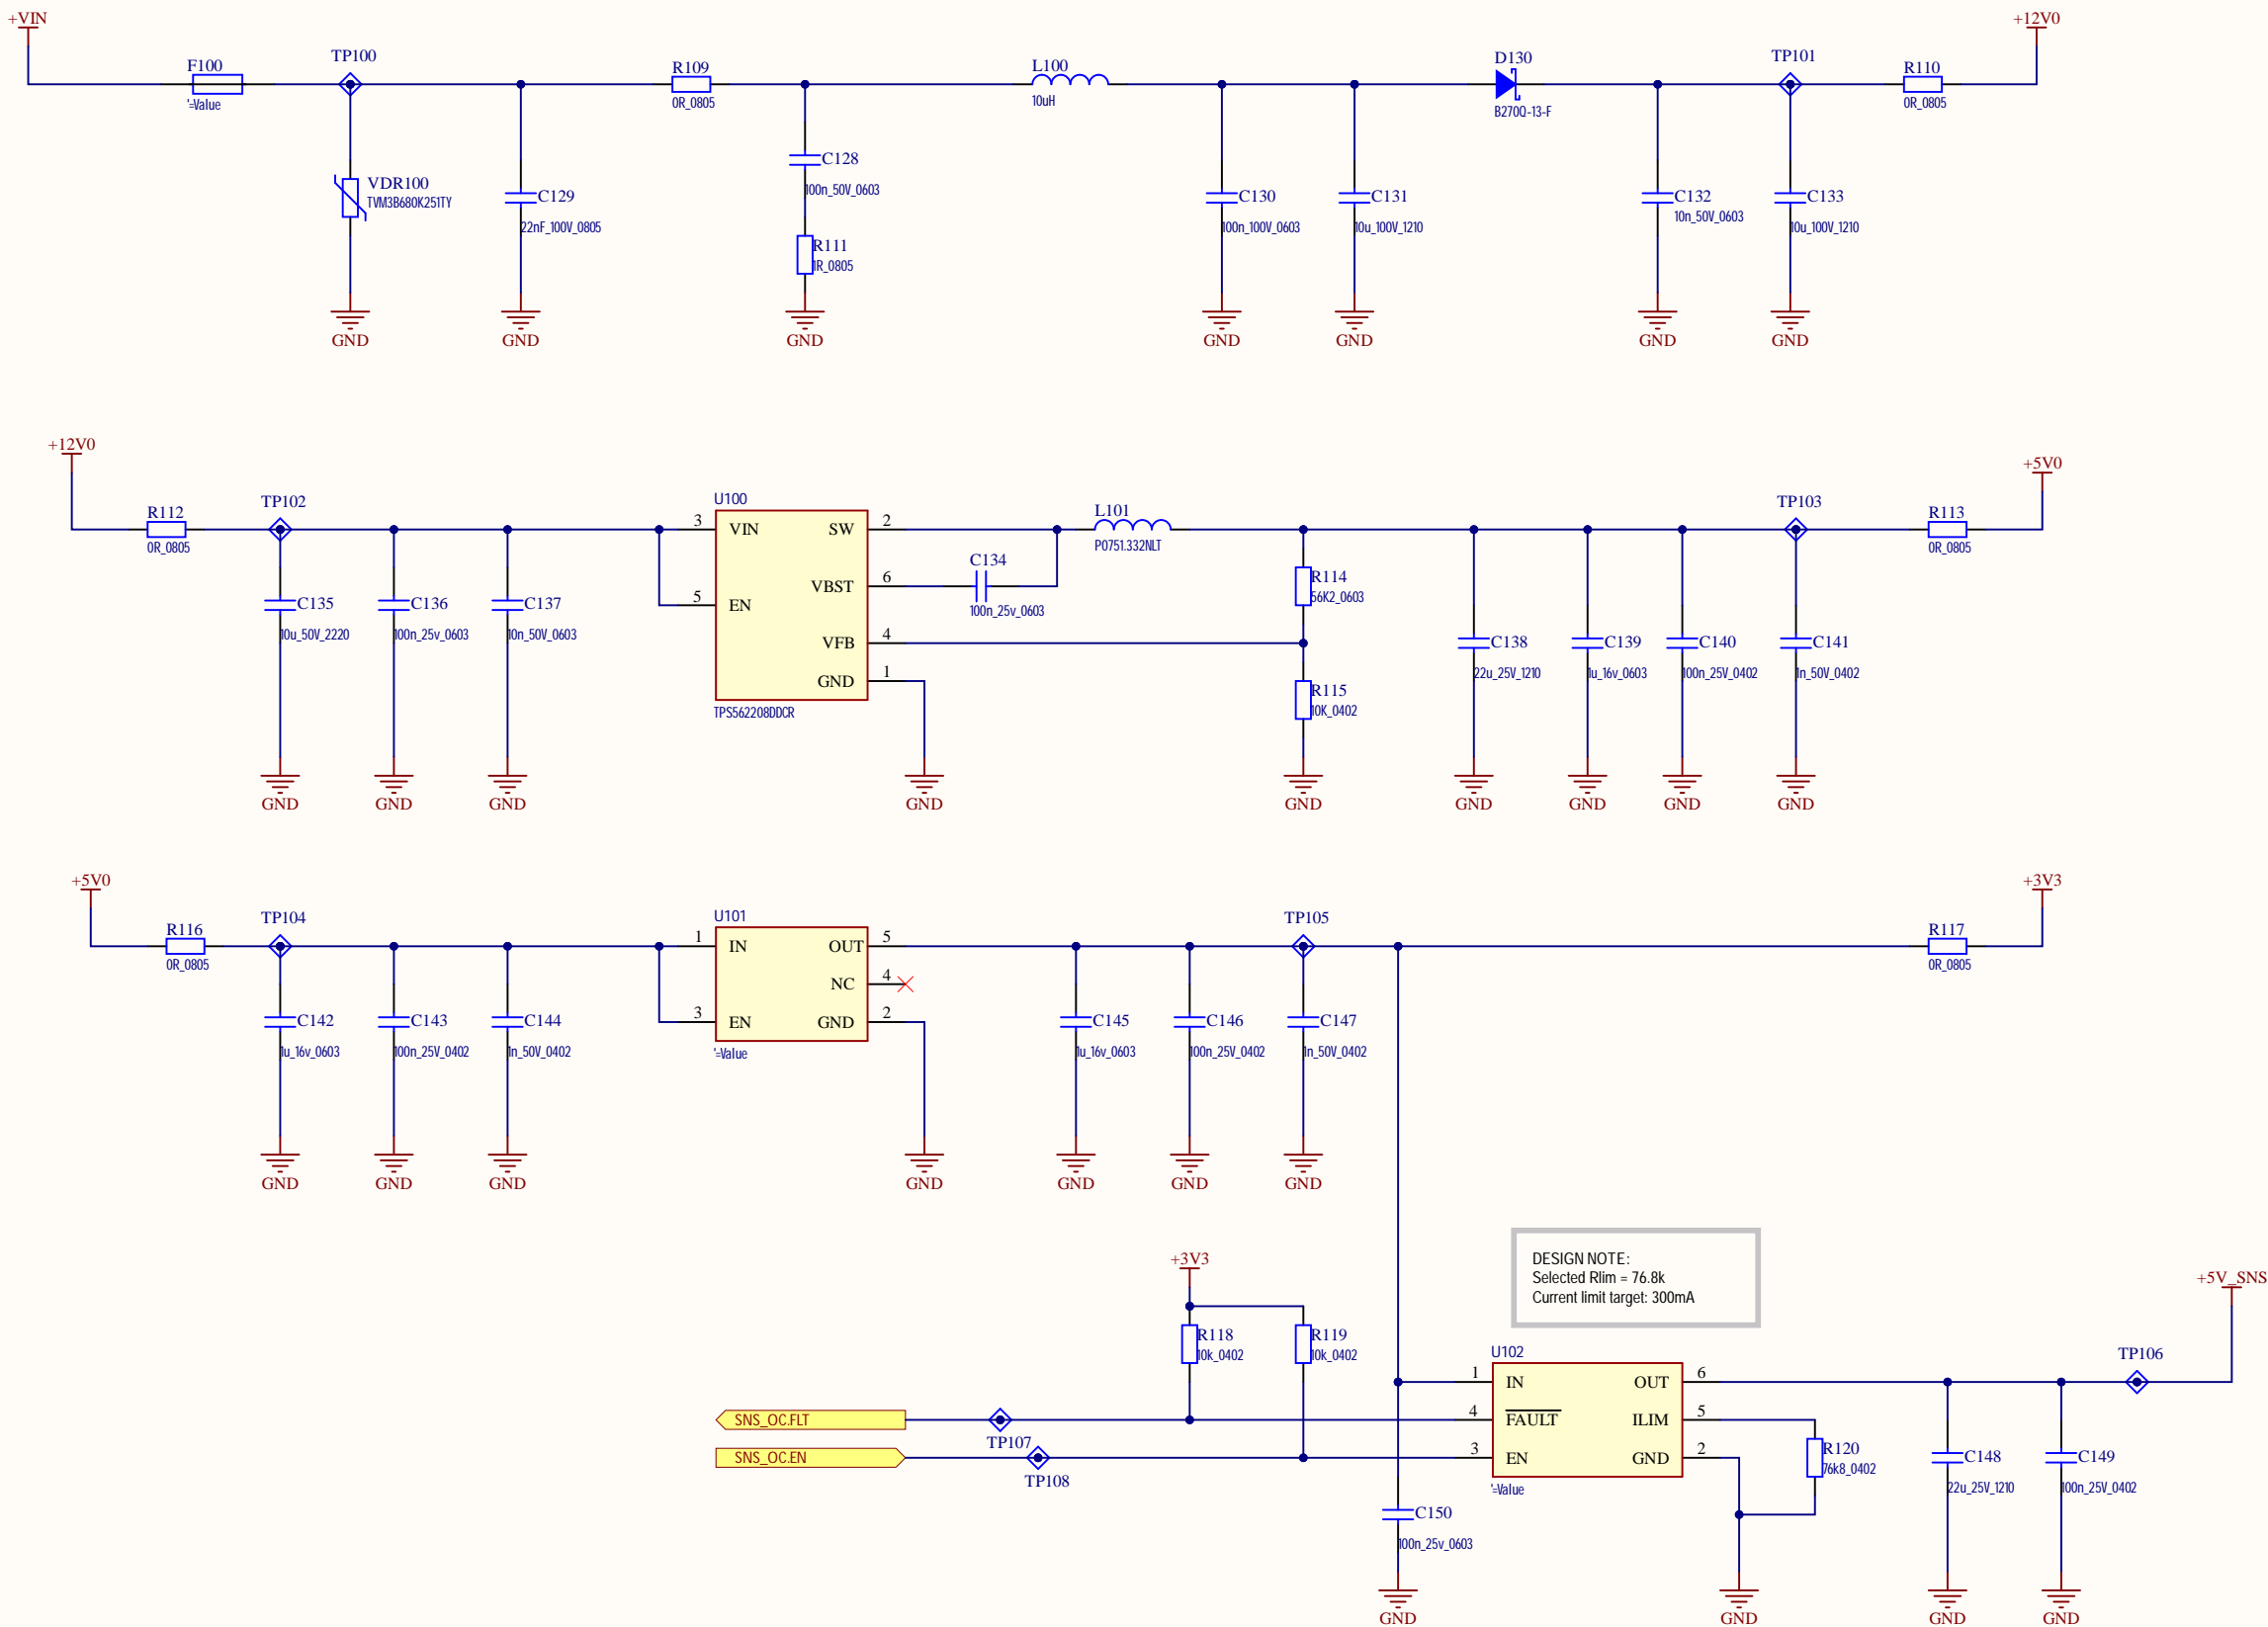 +VIN
+12V0
F100
'=Value
TP100
R109
0R_0805
L100
10uH
D130
B270Q-13-F
TP101
R110
0R_0805
VDR100
TVM3B680K251TY
C129
22nF_100V_0805
C128
100n_50V_0603
R111
1R_0805
C130
100n_100V_0603
C131
10u_100V_1210
C132
10n_50V_0603
C133
10u_100V_1210
GND
GND
GND
GND
GND
GND
GND
+12V0
+5V0
R112
0R_0805
TP102
U100
3
VIN
SW
2
5
EN
VBST
6
VFB
4
GND
1
TPS562208DDCR
C134
100n_25v_0603
L101
P0751.332NLT
TP103
R113
0R_0805
C135
10u_50V_2220
C136
100n_25v_0603
C137
10n_50V_0603
R114
56K2_0603
R115
10K_0402
C138
22u_25V_1210
C139
1u_16v_0603
C140
100n_25V_0402
C141
1n_50V_0402
GND
GND
GND
GND
GND
GND
GND
GND
GND
+5V0
+3V3
R116
0R_0805
TP104
U101
1
IN
OUT
5
NC
4
3
EN
GND
2
'=Value
TP105
R117
0R_0805
C142
1u_16v_0603
C143
100n_25V_0402
C144
1n_50V_0402
C145
1u_16v_0603
C146
100n_25V_0402
C147
1n_50V_0402
GND
GND
GND
GND
GND
GND
GND
DESIGN NOTE:
Selected Rlim = 76.8k
Current limit target: 300mA
+3V3
+5V_SNS
R118
10k_0402
R119
10k_0402
SNS_OC.FLT
TP107
SNS_OC.EN
TP108
U102
1
IN
OUT
6
4
FAULT
ILIM
5
3
EN
GND
2
'=Value
TP106
R120
76k8_0402
C148
22u_25V_1210
C149
100n_25V_0402
C150
100n_25v_0603
GND
GND
GND
GND